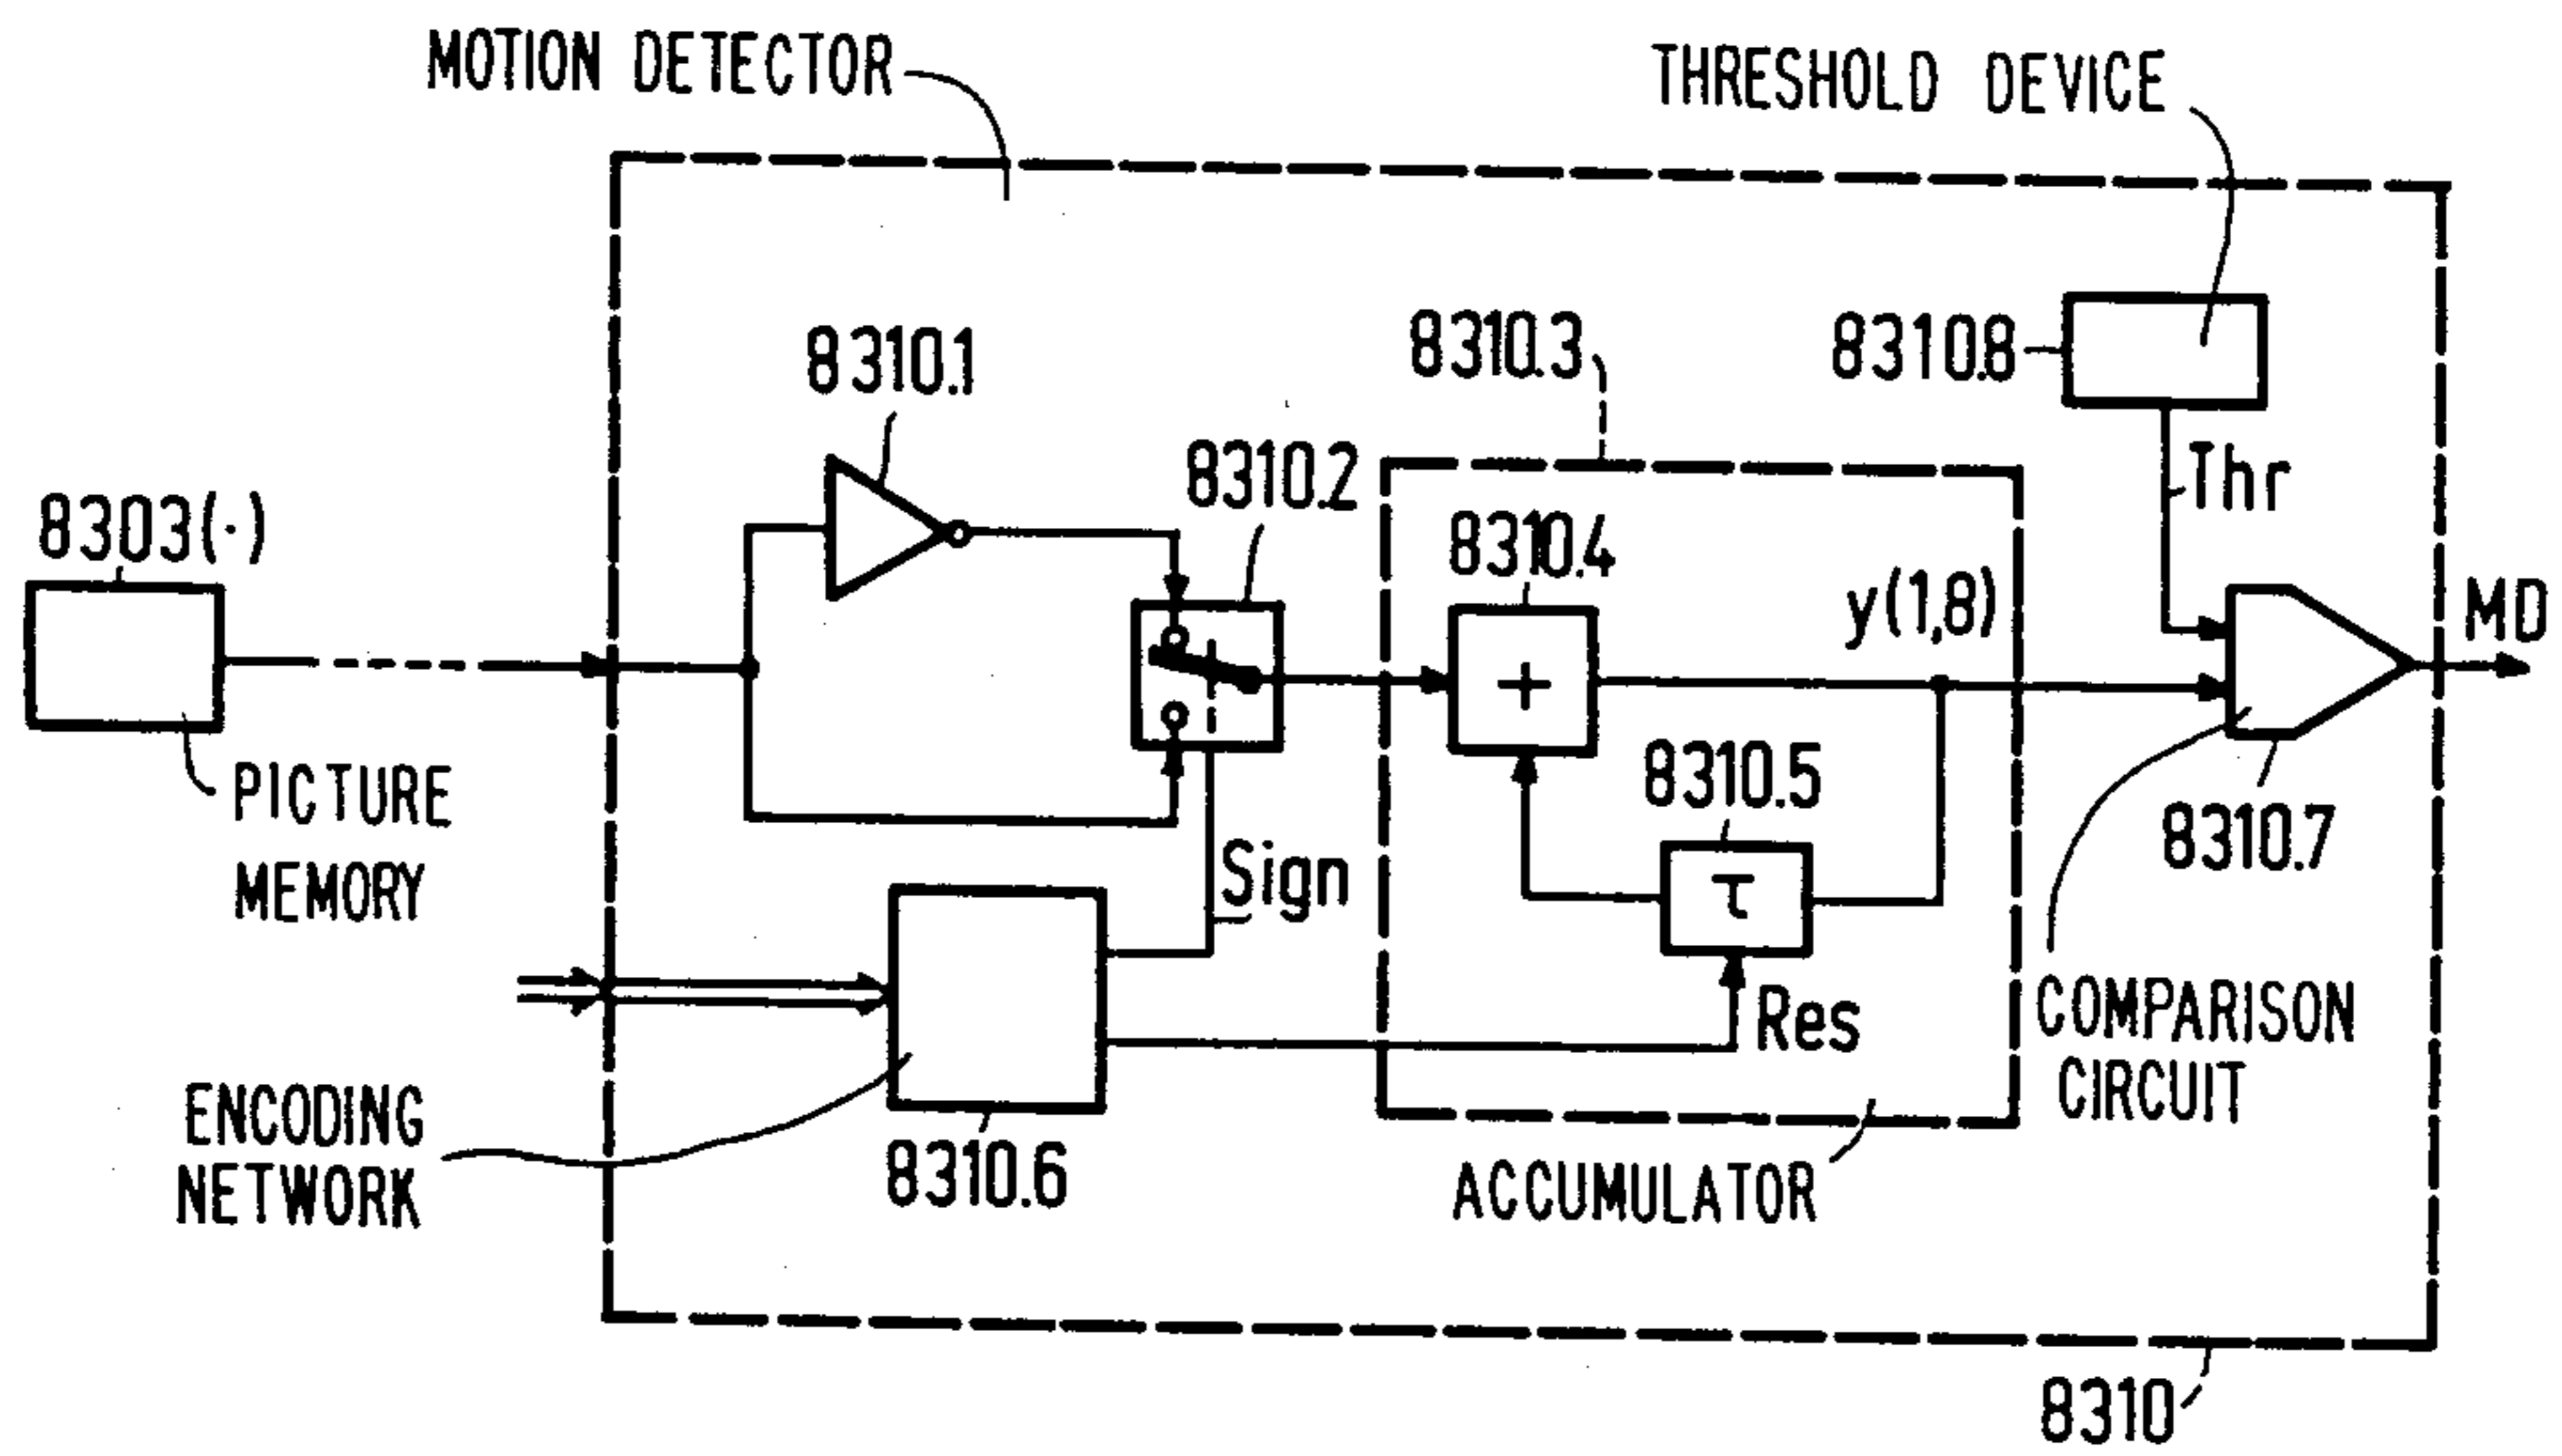 MOTION DETECTOR
THRESHOLD DEVICE
8310.1
8310.3
8310.8
8303(·)
8310.2
Thr
8310.4
y(1,8)
MD
+
PICTURE
MEMORY
8310.5
τ
8310.7
Sign
Res
COMPARISON
CIRCUIT
ENCODING
NETWORK
8310.6
ACCUMULATOR
8310